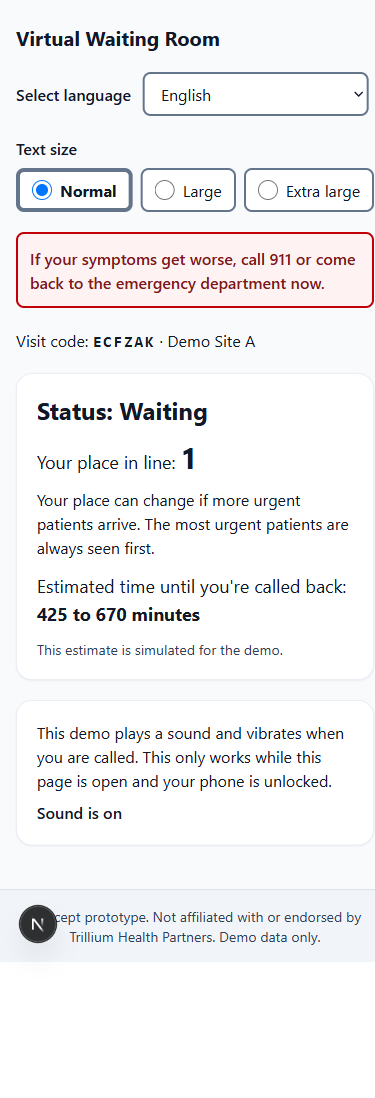 Virtual Waiting Room
Select language English
Text size
Normal Large Extra large
If your symptoms get worse, call 911 or come
back to the emergency department now.
Visit code: ECFZAK · Demo Site A
Status: Waiting
Your place in line: 1
Your place can change if more urgent
patients arrive. The most urgent patients are
always seen first.
Estimated time until you're called back:
425 to 670 minutes
This estimate is simulated for the demo.
This demo plays a sound and vibrates when
you are called. This only works while this
page is open and your phone is unlocked.
Sound is on
N
cept prototype. Not affiliated with or endorsed by
Trillium Health Partners. Demo data only.